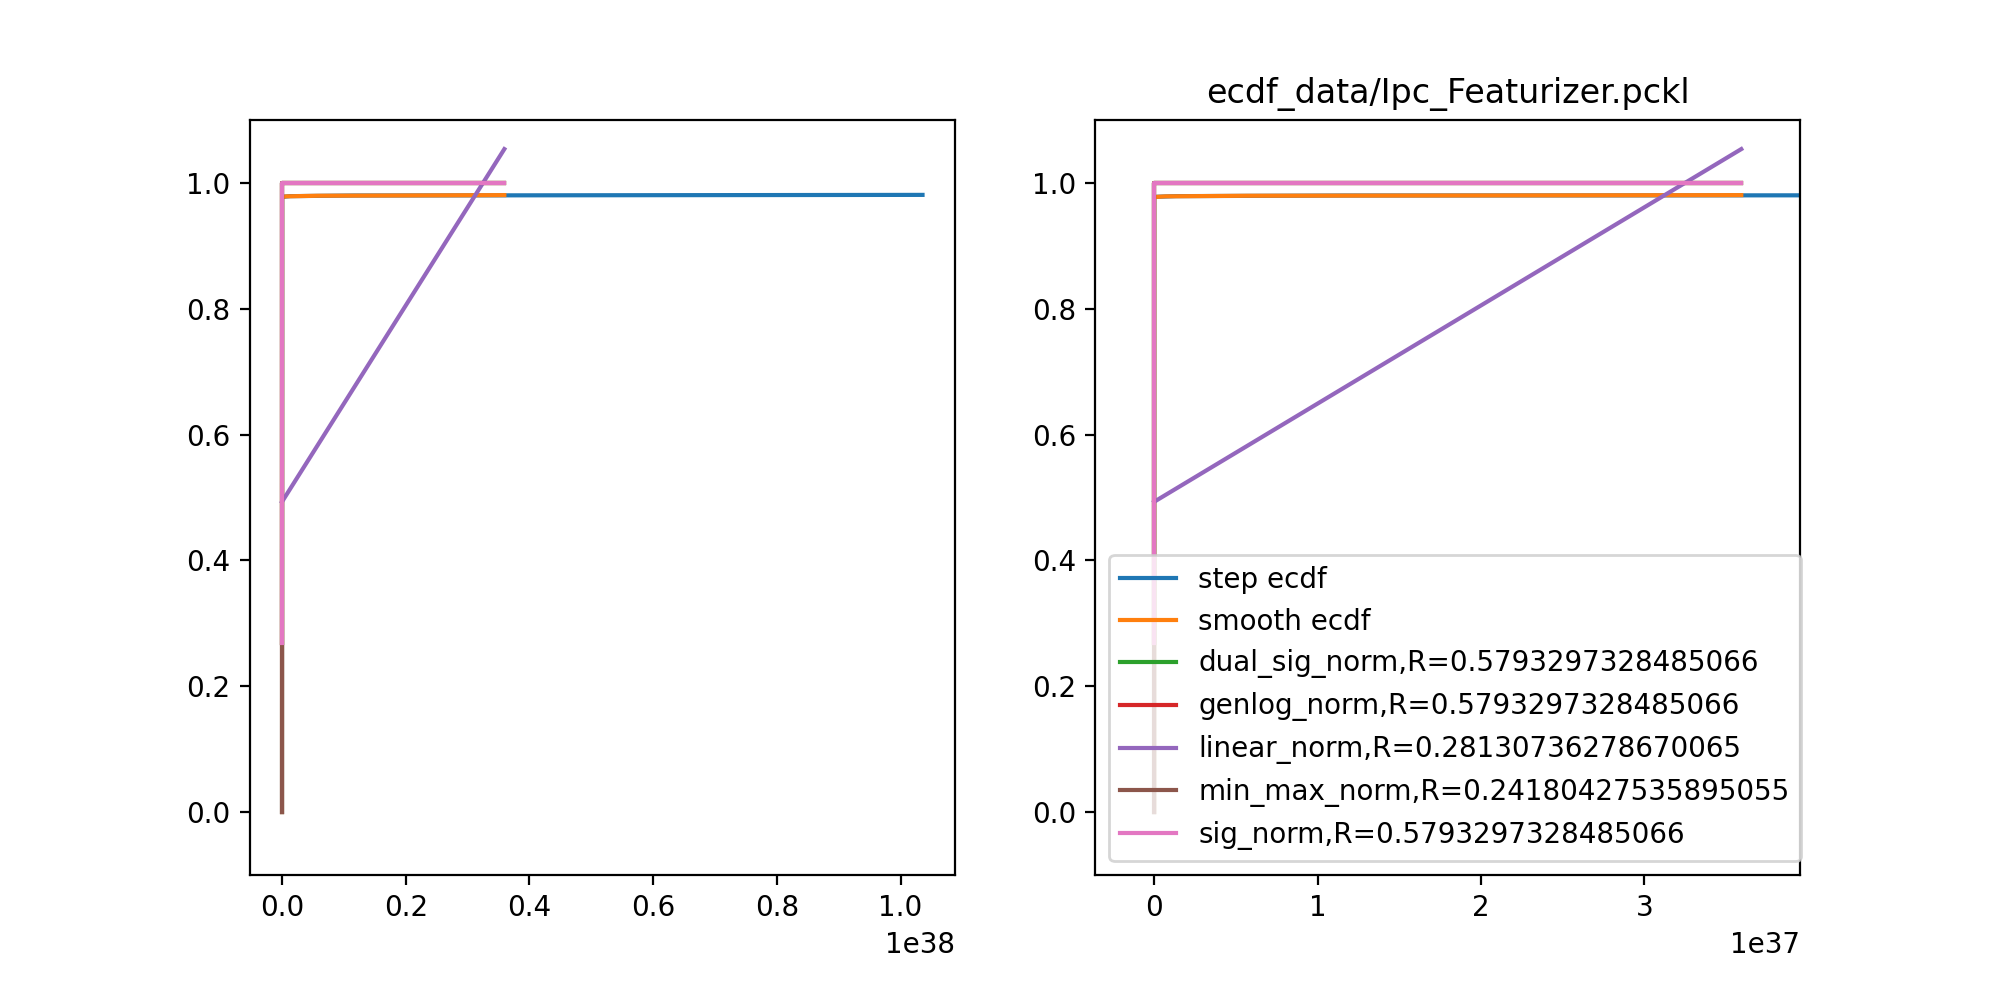 ecdf_data/lpc_Featurizer.pckl
1.0
0.8
0.6
0.4
0.2
0.0
0.0 0.2 0.4 0.6 0.8 1.0
1e38
1.0
0.8
0.6
0.4
0.2
0.0
step ecdf
smooth ecdf
dual_sig_norm,R=0.5793297328485066
genlog_norm,R=0.5793297328485066
linear_norm,R=0.28130736278670065
min_max_norm,R=0.24180427535895055
sig_norm,R=0.5793297328485066
0 1 2 3
1e37